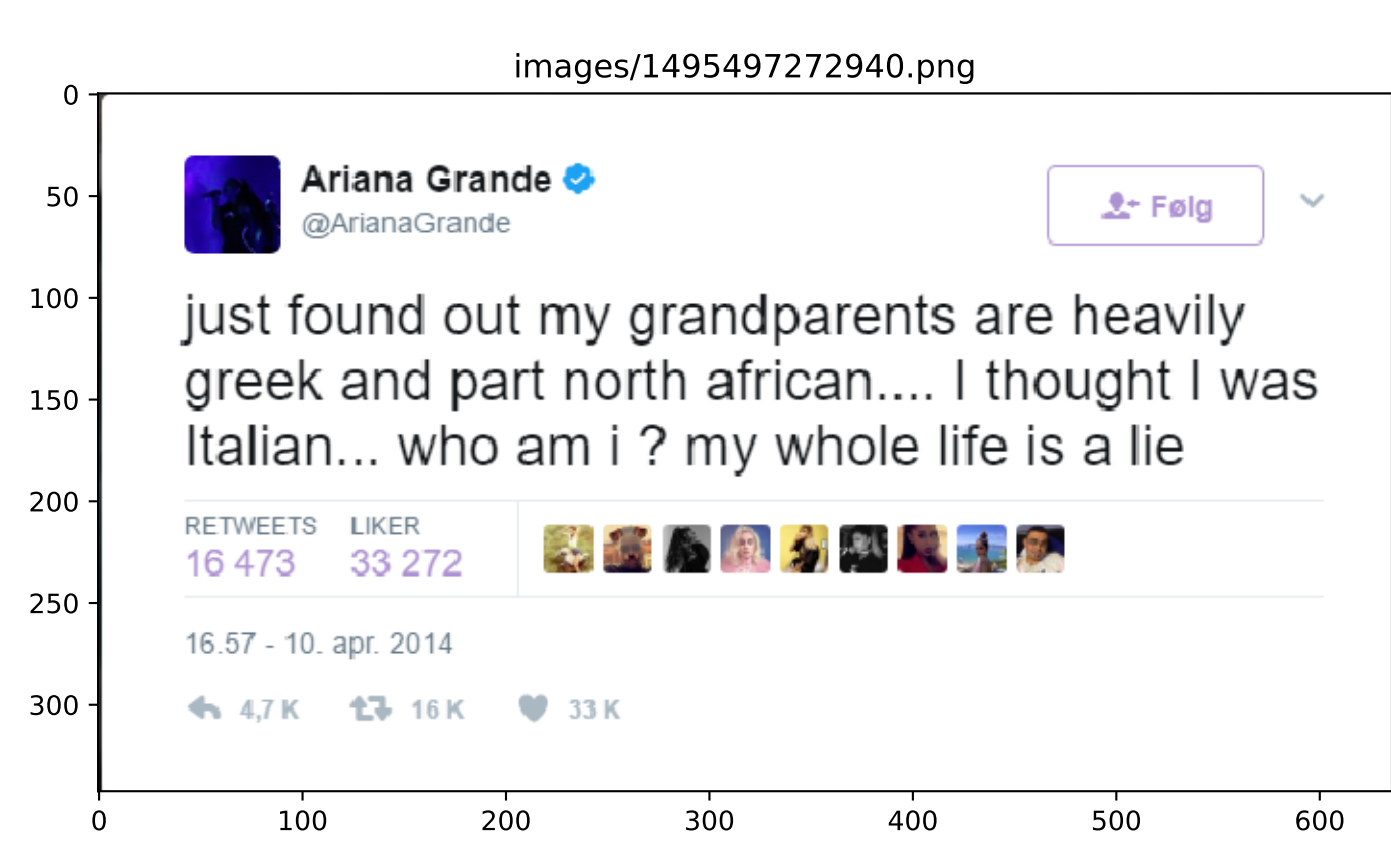 images/1495497272940.png
Ariana Grande
@ArianaGrande
Følg
just found out my grandparents are heavily
greek and part north african.... I thought I was
Italian... who am i ? my whole life is a lie
RETWEETS LIKER
16 473 33 272
16.57 - 10. apr. 2014
4,7 K 16 K 33 K
0
50
100
150
200
250
300
0 100 200 300 400 500 600